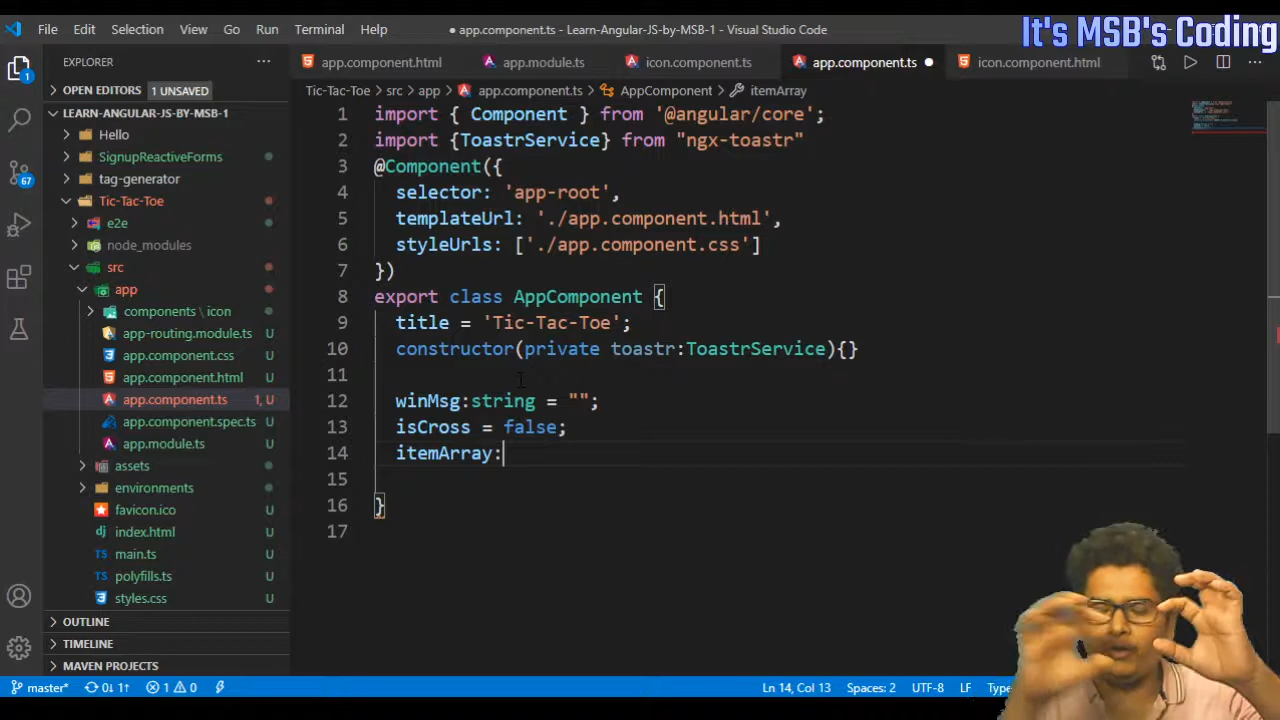 File Edit Selection View Go Run Terminal Help
● app.component.ts - Learn-Angular-JS-by-MSB-1 - Visual Studio Code
It's MSB's Coding
EXPLORER
OPEN EDITORS 1 UNSAVED
LEARN-ANGULAR-JS-BY-MSB-1
Hello
SignupReactiveForms
tag-generator
Tic-Tac-Toe
e2e
node_modules
src
app
components \ icon
app-routing.module.ts U
app.component.css U
app.component.html U
app.component.ts 1, U
app.component.spec.ts U
app.module.ts U
assets
environments
favicon.ico U
index.html U
main.ts U
polyfills.ts U
styles.css U
OUTLINE
TIMELINE
MAVEN PROJECTS
1
67
app.component.html app.module.ts icon.component.ts app.component.ts icon.component.html
Tic-Tac-Toe > src > app > app.component.ts > AppComponent > itemArray
1 import { Component } from '@angular/core';
2 import {ToastrService} from "ngx-toastr"
3 @Component({
4 selector: 'app-root',
5 templateUrl: './app.component.html',
6 styleUrls: ['./app.component.css']
7 })
8 export class AppComponent {
9 title = 'Tic-Tac-Toe';
10 constructor(private toastr:ToastrService){}
11
12 winMsg:string = "";
13 isCross = false;
14 itemArray:
15
16 }
17
master* 0↓ 1↑ 1 0 Ln 14, Col 13 Spaces: 2 UTF-8 LF